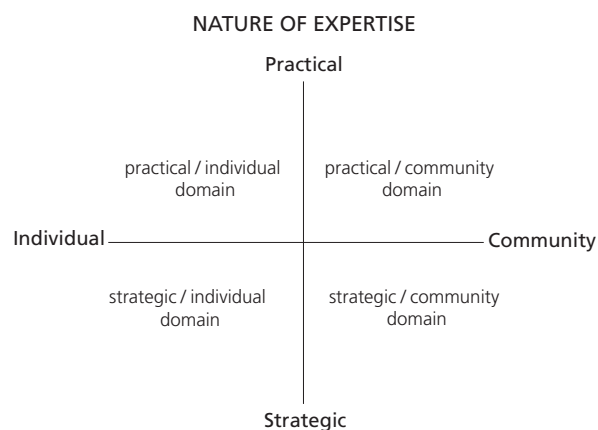 NATURE OF EXPERTISE
Practical
practical / individual
domain
practical / community
domain
Individual
Community
strategic / individual
domain
strategic / community
domain
Strategic